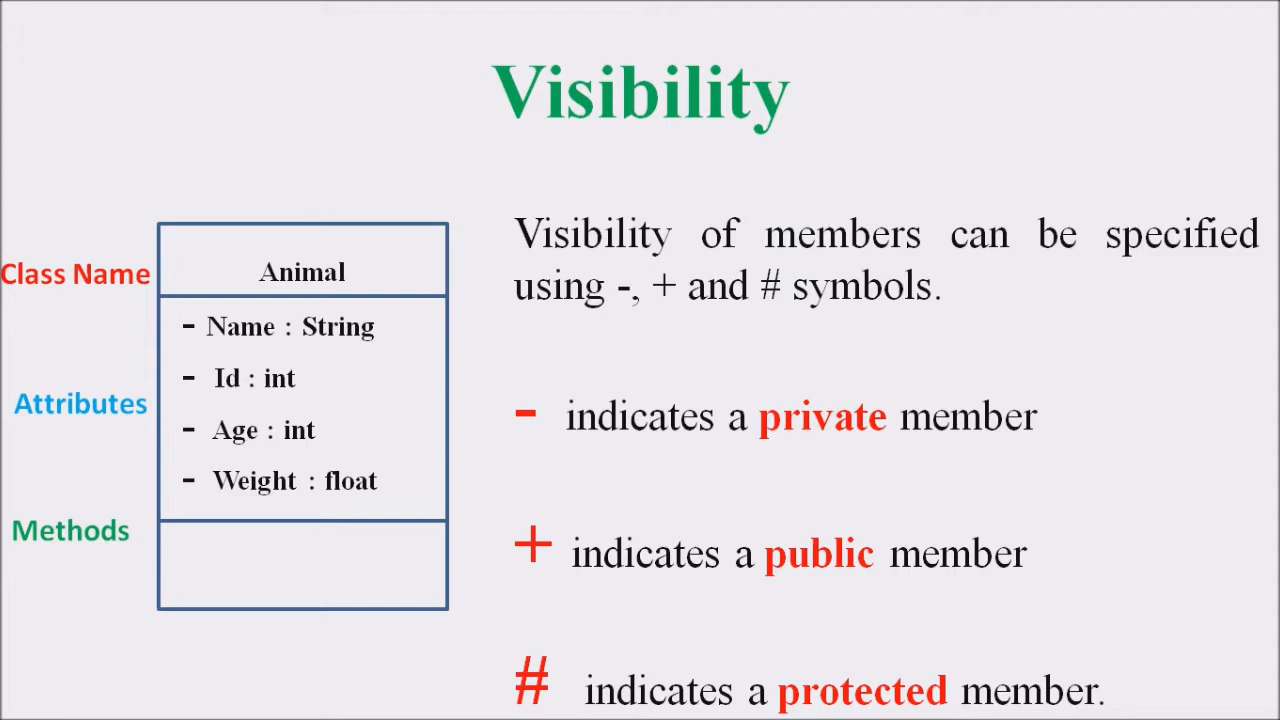 Visibility
Class Name
Animal
- Name : String
- Id : int
- Age : int
- Weight : float
Attributes
Methods
Visibility of members can be specified
using -, + and # symbols.
- indicates a private member
+ indicates a public member
# indicates a protected member.